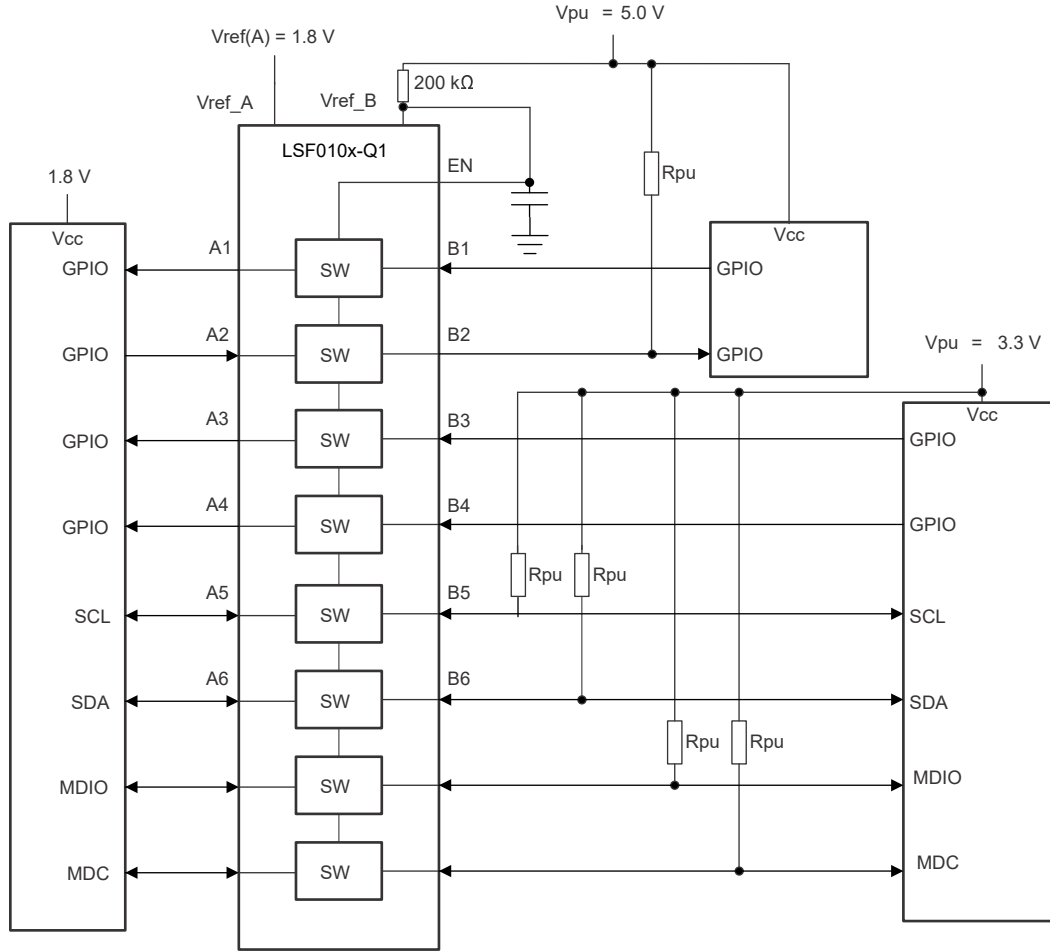 Vpu = 5.0 V
Vref(A) = 1.8 V
200 kΩ
Vref_A
Vref_B
LSF010x-Q1
EN
Rpu
1.8 V
Vcc
GPIO
A1
SW
B1
Vcc
GPIO
GPIO
A2
SW
B2
GPIO
Vpu = 3.3 V
Vcc
GPIO
A3
SW
B3
GPIO
GPIO
A4
SW
B4
GPIO
Rpu
Rpu
SCL
A5
SW
B5
SCL
SDA
A6
SW
B6
SDA
Rpu
Rpu
MDIO
SW
MDIO
MDC
SW
MDC